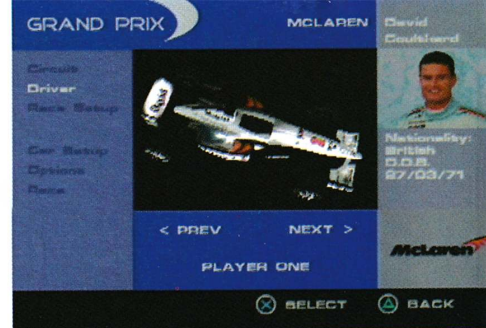 GRAND PRIX
MCLAREN
David
Coulthard
Circuit
Driver
Race Setup
Car Setup
Options
Race
Nationality:
British
D.O.B.
27/03/71
< PREV
NEXT >
McLaren
PLAYER ONE
SELECT
BACK